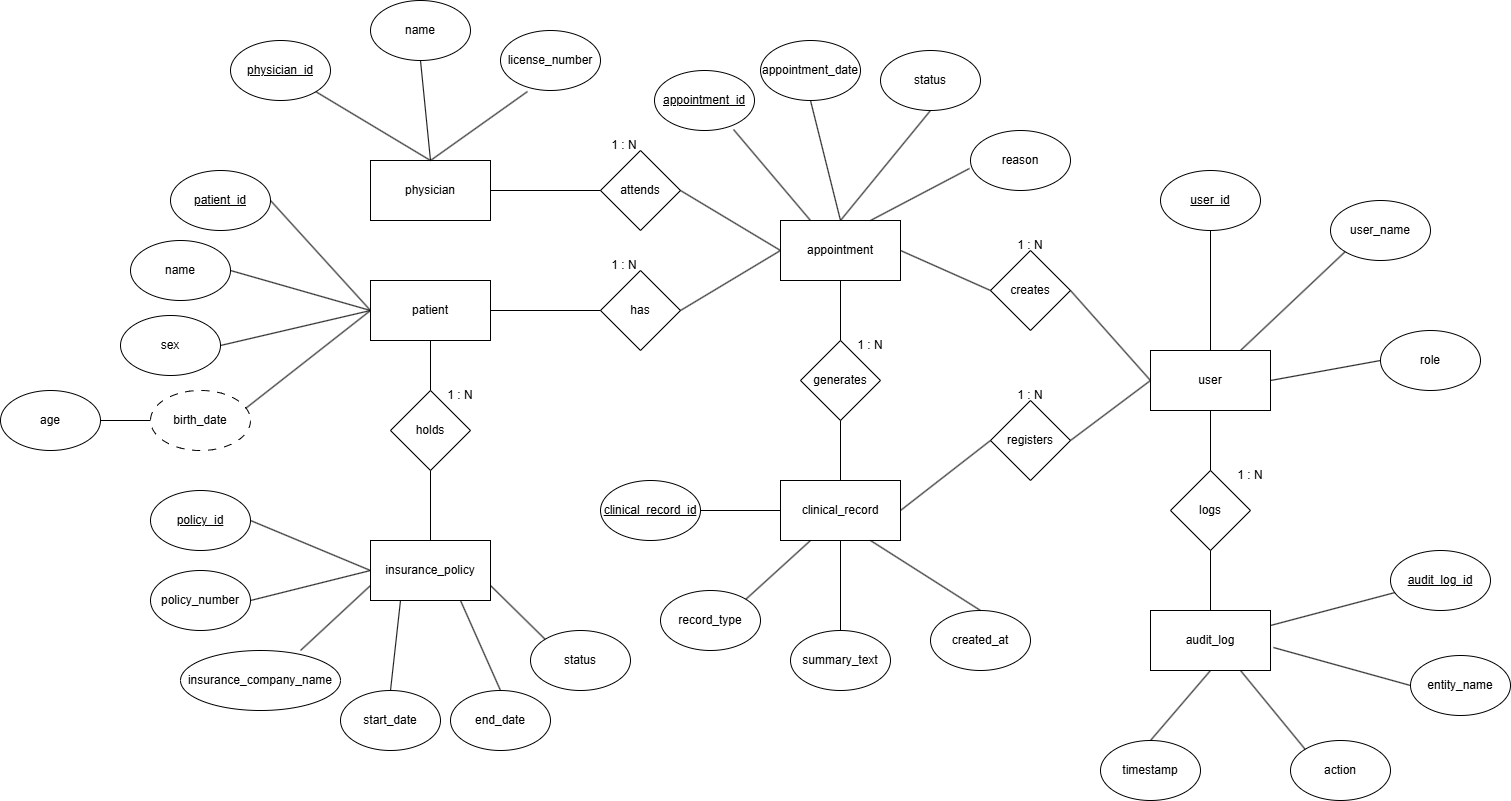 name
physician_id
license_number
appointment_id
appointment_date
status
reason
1 : N
physician
attends
appointment
patient_id
name
sex
age
birth_date
1 : N
patient
has
user_id
user_name
1 : N
creates
1 : N
generates
user
role
1 : N
holds
1 : N
registers
1 : N
logs
policy_id
policy_number
insurance_policy
insurance_company_name
start_date
end_date
status
clinical_record_id
clinical_record
record_type
summary_text
created_at
audit_log_id
audit_log
entity_name
timestamp
action